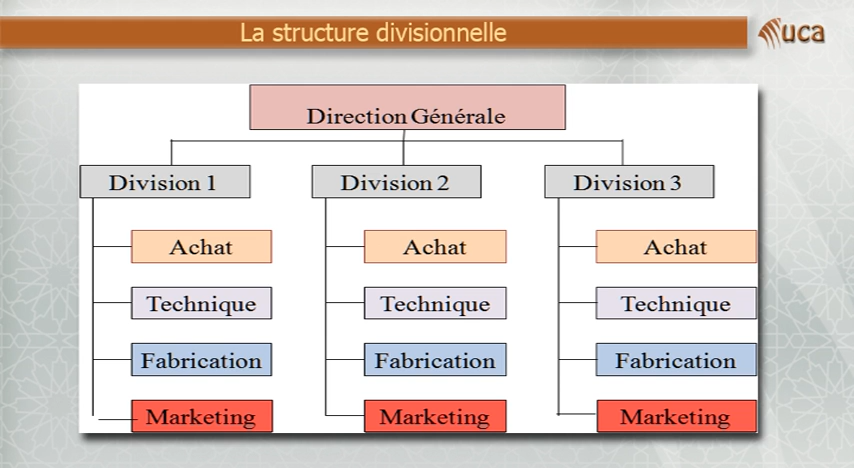 La structure divisionnelle
uca
Direction Générale
Division 1
Division 2
Division 3
Achat
Achat
Achat
Technique
Technique
Technique
Fabrication
Fabrication
Fabrication
Marketing
Marketing
Marketing